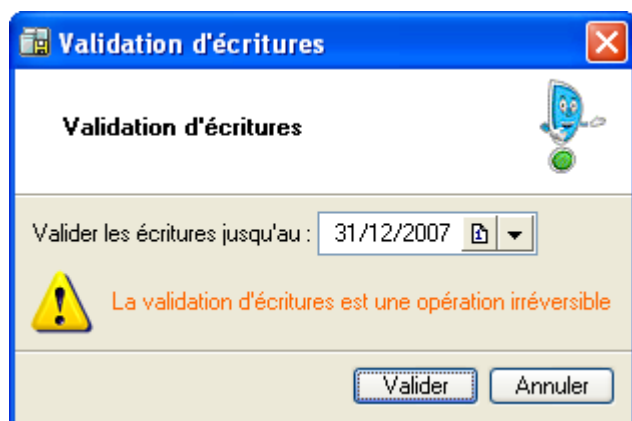 Validation d'écritures
Validation d'écritures
Valider les écritures jusqu'au : 31/12/2007
La validation d'écritures est une opération irréversible
Valider Annuler